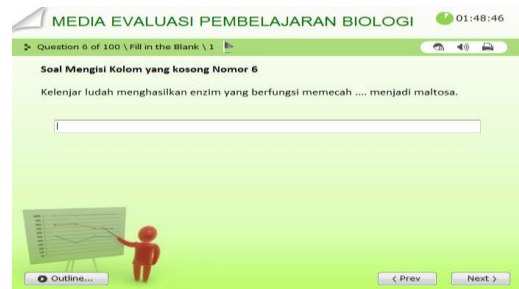 MEDIA EVALUASI PEMBELAJARAN BIOLOGI
01:48:46
Question 6 of 100 \ Fill in the Blank \ 1
Soal Mengisi Kolom yang kosong Nomor 6
Kelenjar ludah menghasilkan enzim yang berfungsi memecah .... menjadi maltosa.
Outline...
< Prev
Next >